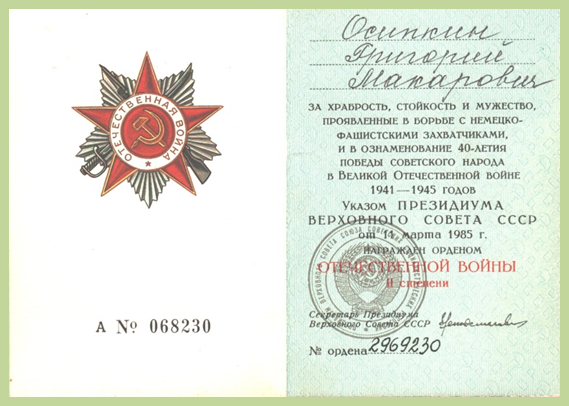 ОТЕЧЕСТВЕННАЯ ВОЙНА
А № 068230
Осипкин
Григорий
Макарович
ЗА ХРАБРОСТЬ, СТОЙКОСТЬ И МУЖЕСТВО,
ПРОЯВЛЕННЫЕ В БОРЬБЕ С НЕМЕЦКО-
ФАШИСТСКИМИ ЗАХВАТЧИКАМИ,
И В ОЗНАМЕНОВАНИЕ 40-ЛЕТИЯ
ПОБЕДЫ СОВЕТСКОГО НАРОДА
В ВЕЛИКОЙ ОТЕЧЕСТВЕННОЙ ВОЙНЕ
1941—1945 ГОДОВ
УКАЗОМ ПРЕЗИДИУМА
ВЕРХОВНОГО СОВЕТА СССР
от 11 марта 1985 г.
НАГРАЖДЕН ОРДЕНОМ
ОТЕЧЕСТВЕННОЙ ВОЙНЫ
II степени
Секретарь Президиума
Верховного Совета СССР
№ ордена 2969230